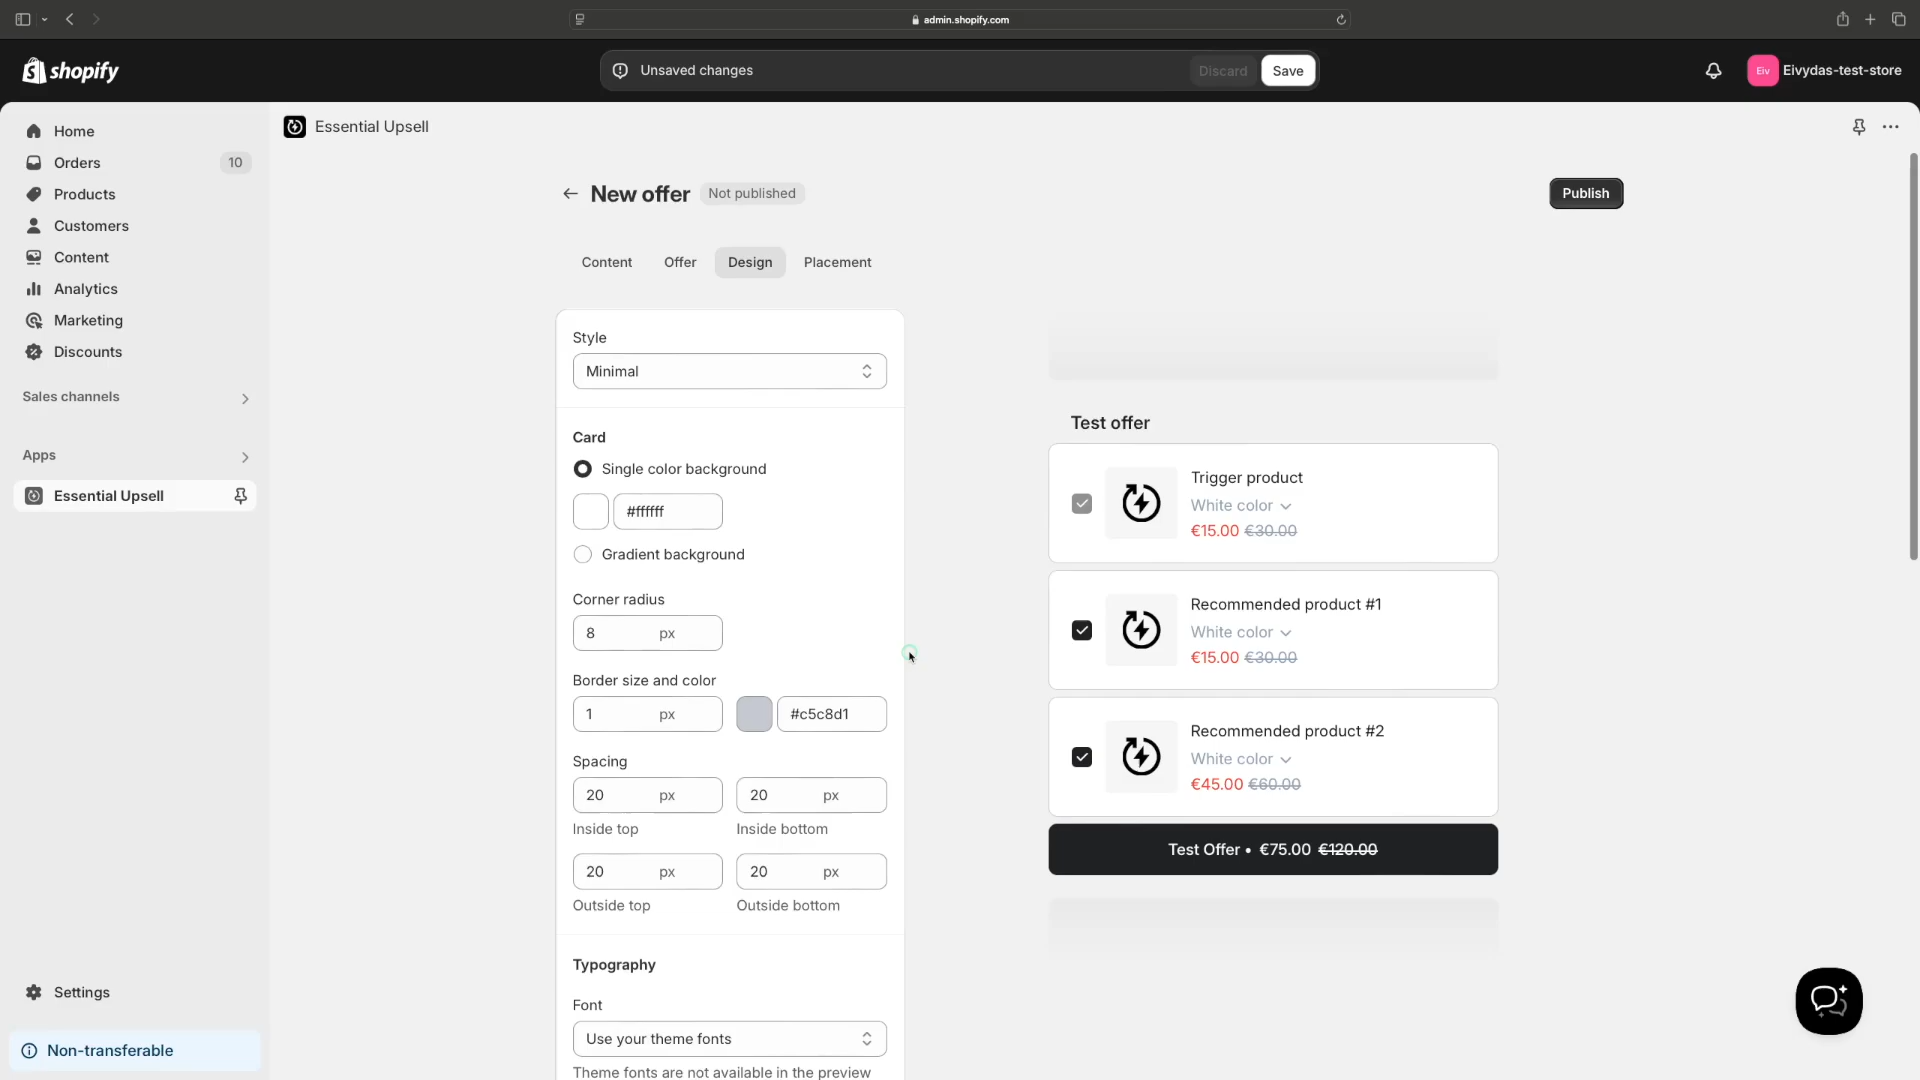 admin.shopify.com
shopify
Unsaved changes
Discard
Save
Eiv
Eivydas-test-store
Home
Orders
10
Products
Customers
Content
Analytics
Marketing
Discounts
Sales channels
Apps
Essential Upsell
Settings
Non-transferable
Essential Upsell
New offer
Not published
Publish
Content
Offer
Design
Placement
Style
Minimal
Card
Single color background
#ffffff
Gradient background
Corner radius
8 px
Border size and color
1 px
#c5c8d1
Spacing
20 px
20 px
Inside top
Inside bottom
20 px
20 px
Outside top
Outside bottom
Typography
Font
Use your theme fonts
Theme fonts are not available in the preview
Test offer
Trigger product
White color
€15.00 €30.00
Recommended product #1
White color
€15.00 €30.00
Recommended product #2
White color
€45.00 €60.00
Test Offer • €75.00 €120.00